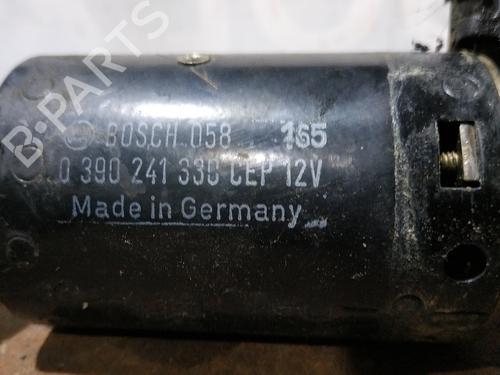 B-PARTS
BOSCH 058 165
0 390 241 330 CEP 12V
Made in Germany